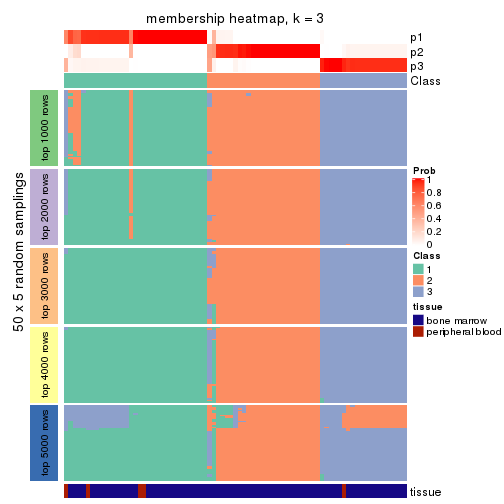 membership heatmap, k = 3
p1
p2
p3
Class
50 x 5 random samplings
top 1000 rows
top 2000 rows
top 3000 rows
top 4000 rows
top 5000 rows
Prob
1
0.8
0.6
0.4
0.2
0
Class
1
2
3
tissue
bone marrow
peripheral blood
tissue